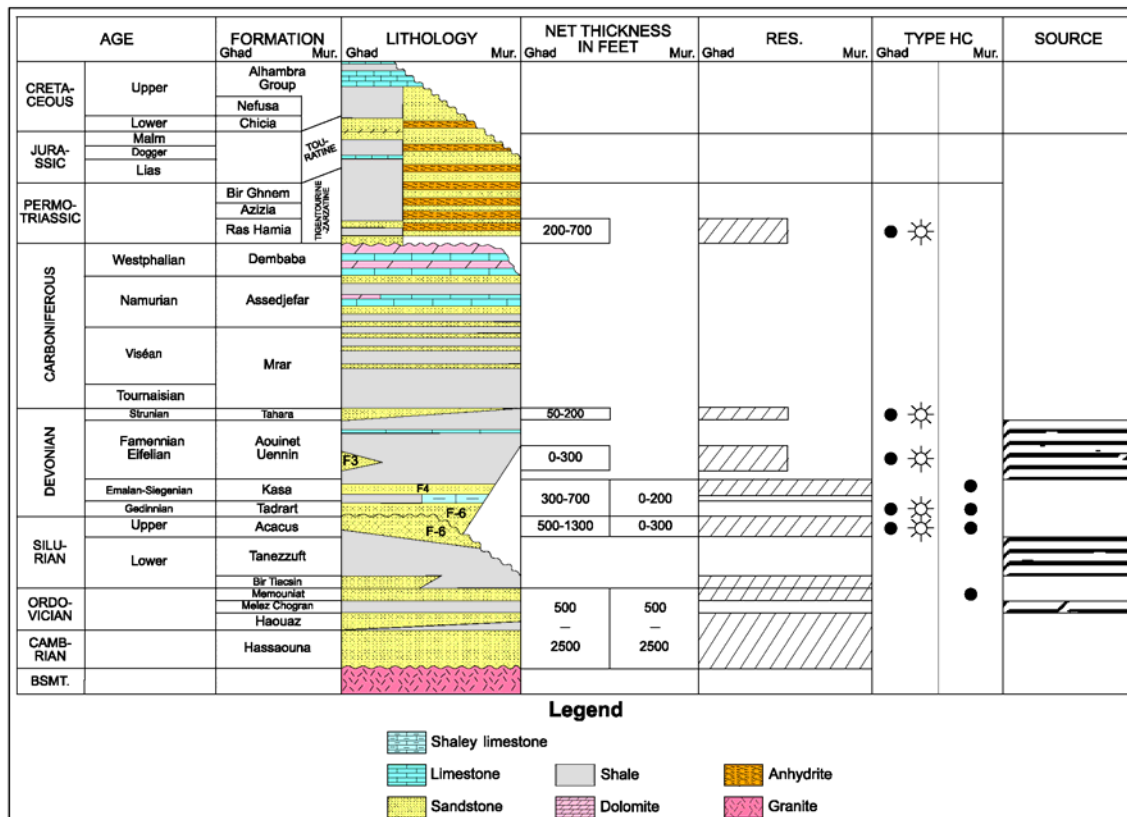 AGE
FORMATION
Ghad Mur.
LITHOLOGY
Ghad Mur.
NET THICKNESS
IN FEET
Ghad Mur.
RES.
TYPE HC
Ghad Mur.
SOURCE
CRETA-
CEOUS
Upper
Alhambra
Group
Nefusa
Lower
Chicia
JURA-
SSIC
Malm
Dogger
Lias
TOU-
RATINE
PERMO-
TRIASSIC
Bir Ghnem
Azizia
Ras Hamia
TIGENTOURINE
-ZARZATINE
200-700
CARBONIFEROUS
Westphalian
Dembaba
Namurian
Assedjefar
Viséan
Mrar
Tournaisian
DEVONIAN
Strunian
Tahara
50-200
Famennian
Eifelian
Aouinet
Uennin
F3
0-300
Emalan-Siegenian
Kasa
F4
300-700 0-200
Gedinnian
Tadrart
F-6
SILU-
RIAN
Upper
Acacus
F-6
500-1300 0-300
Lower
Tanezzuft
Bir Tlacsin
ORDO-
VICIAN
Memouniat
Melez Chogran
Haouaz
500 500
— —
2500 2500
CAMB-
RIAN
Hassaouna
BSMT.
Legend
Shaley limestone
Limestone Shale Anhydrite
Sandstone Dolomite Granite